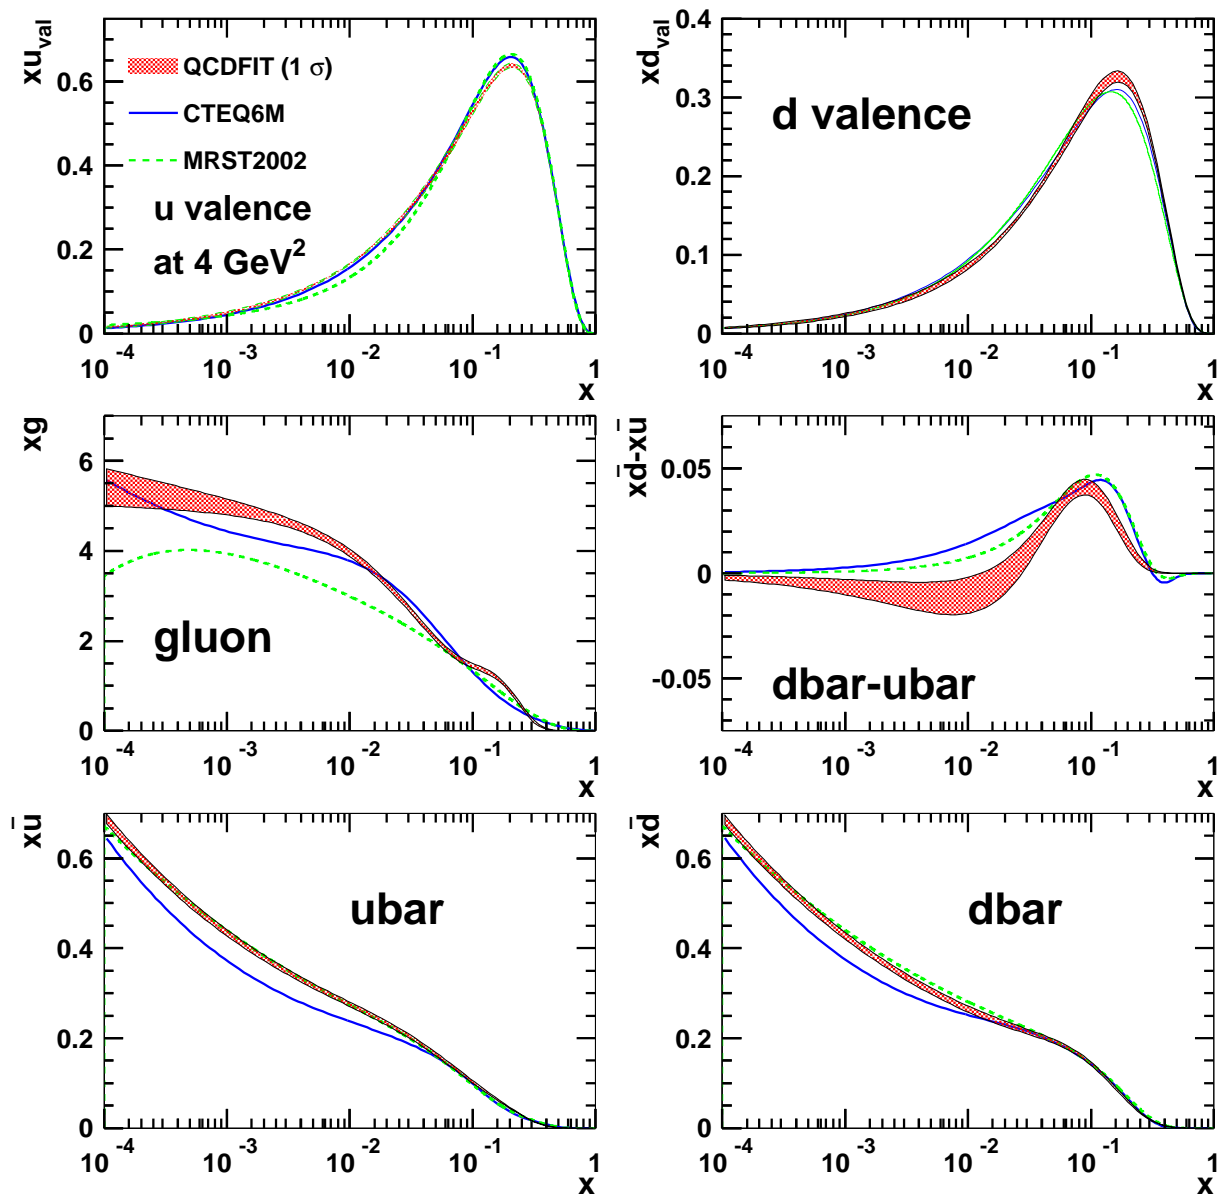 xu_val
0.6
0.4
0.2
0
QCDFIT (1 σ)
CTEQ6M
MRST2002
u valence
at 4 GeV²
10⁻⁴ 10⁻³ 10⁻² 10⁻¹ 1
x
xd_val
0.4
0.3
0.2
0.1
0
d valence
10⁻⁴ 10⁻³ 10⁻² 10⁻¹ 1
x
xg
6
4
2
0
gluon
10⁻⁴ 10⁻³ 10⁻² 10⁻¹ 1
x
xd̄-xū
0.05
0
-0.05
dbar-ubar
10⁻⁴ 10⁻³ 10⁻² 10⁻¹ 1
x
xū
0.6
0.4
0.2
0
ubar
10⁻⁴ 10⁻³ 10⁻² 10⁻¹ 1
x
xd̄
0.6
0.4
0.2
0
dbar
10⁻⁴ 10⁻³ 10⁻² 10⁻¹ 1
x